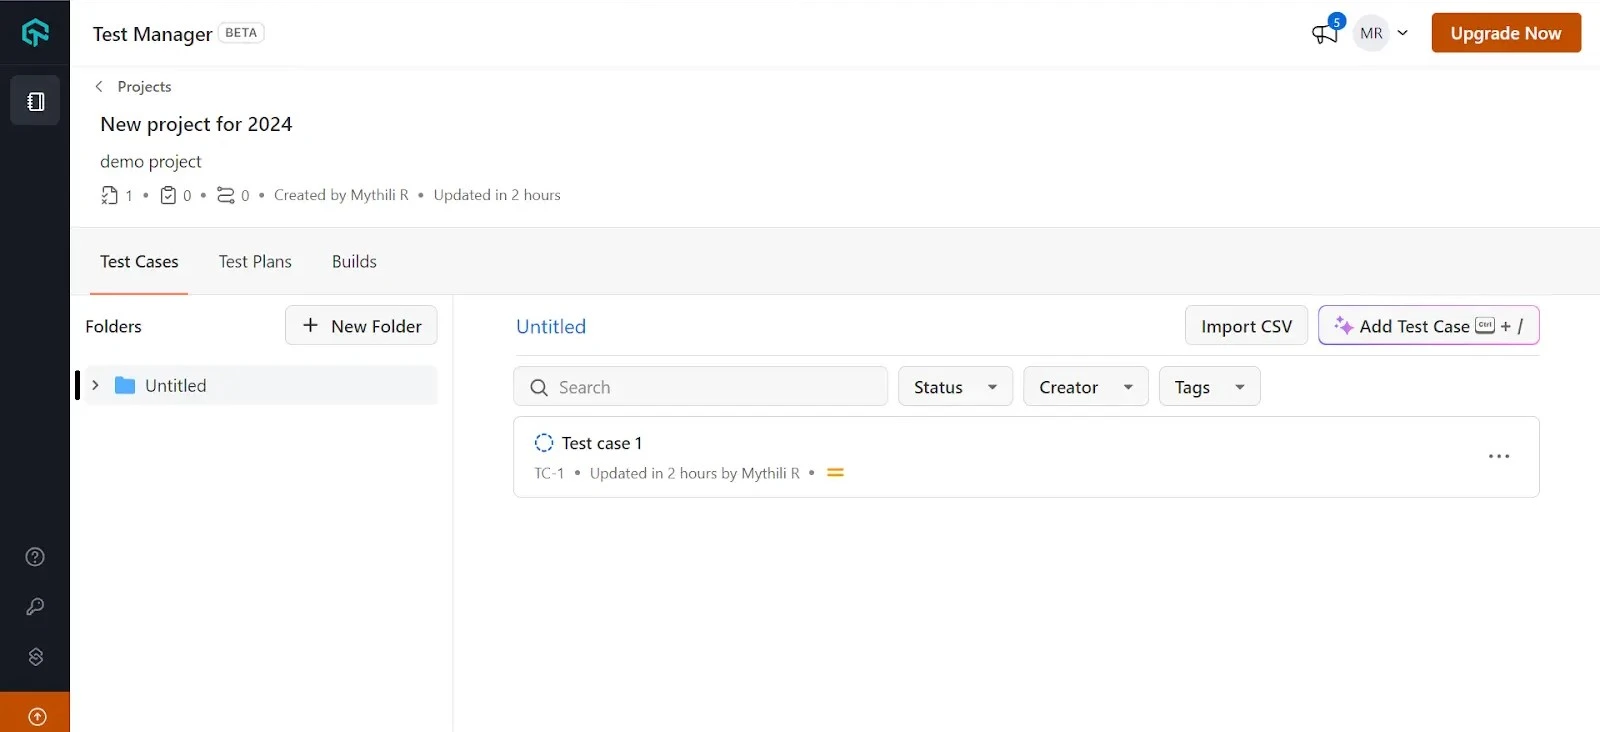 Test Manager BETA
5
MR
Upgrade Now
Projects
New project for 2024
demo project
1 • 0 • 0 • Created by Mythili R • Updated in 2 hours
Test Cases
Test Plans
Builds
Folders
+ New Folder
Untitled
Untitled
Import CSV
Add Test Case Ctrl + /
Search
Status
Creator
Tags
Test case 1
TC-1 • Updated in 2 hours by Mythili R •